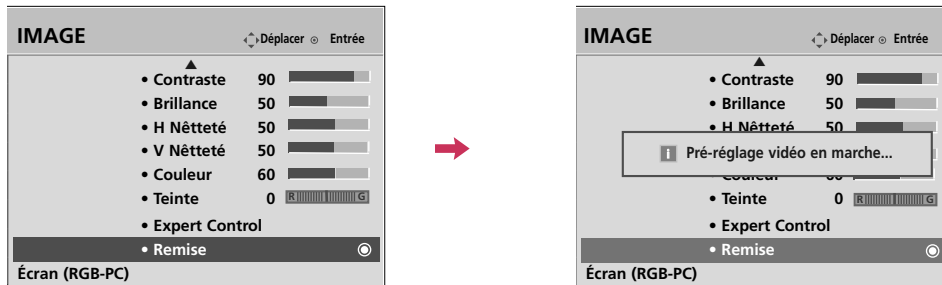 IMAGE
Déplacer
Entrée
• Contraste 90
• Brillance 50
• H Nêtteté 50
• V Nêtteté 50
• Couleur 60
• Teinte 0 R G
• Expert Control
• Remise
Écran (RGB-PC)
IMAGE
Déplacer
Entrée
• Contraste 90
• Brillance 50
• H Nêtteté 50
i Pré-réglage vidéo en marche...
• Couleur 60
• Teinte 0 R G
• Expert Control
• Remise
Écran (RGB-PC)